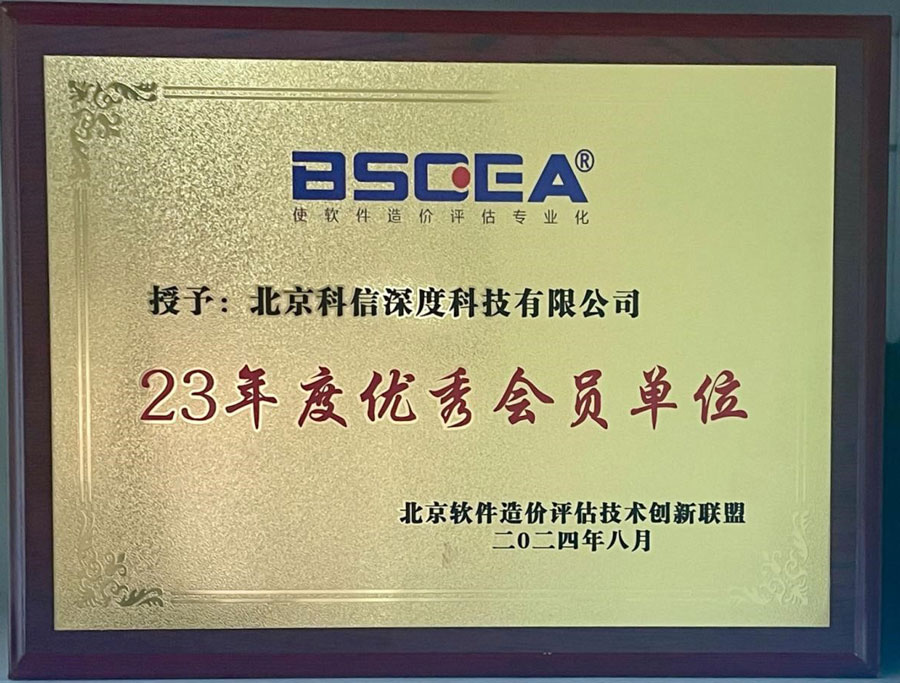 BSCEA®
使软件造价评估专业化
授予：北京科信深度科技有限公司
23年度优秀会员单位
北京软件造价评估技术创新联盟
二〇二四年八月